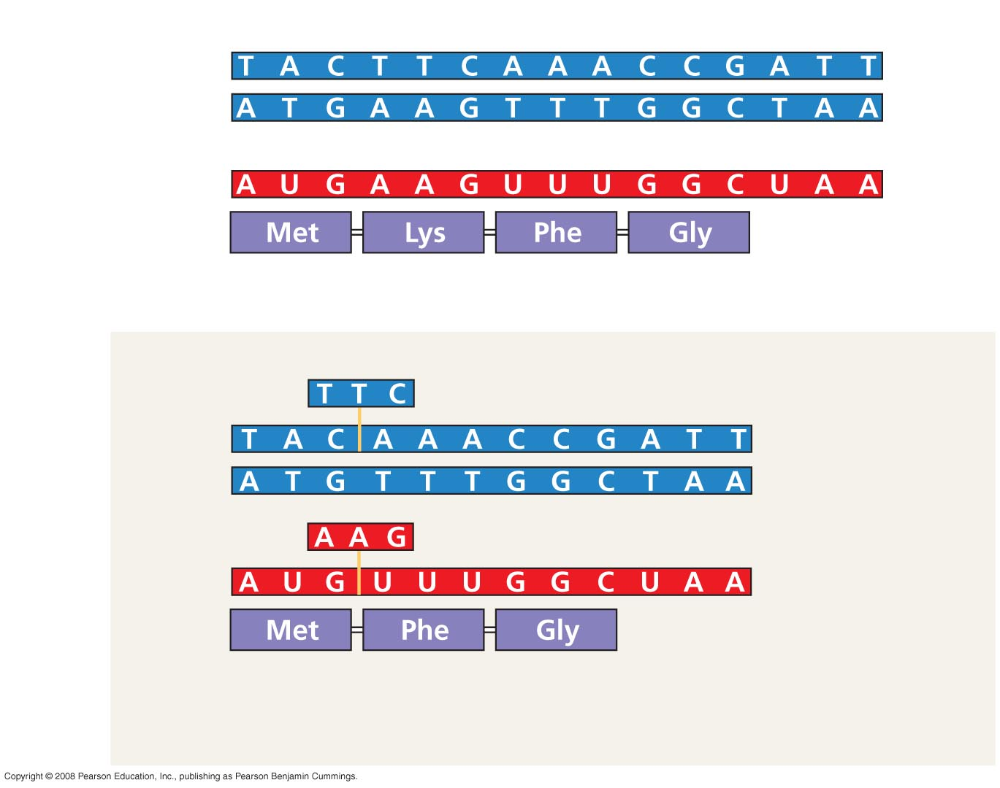 T A C T T C A A A C C G A T T
A T G A A G T T T G G C T A A
A U G A A G U U U G G C U A A
Met Lys Phe Gly
T T C
T A C A A A C C G A T T
A T G T T T G G C T A A
A A G
A U G U U U G G C U A A
Met Phe Gly
Copyright © 2008 Pearson Education, Inc., publishing as Pearson Benjamin Cummings.